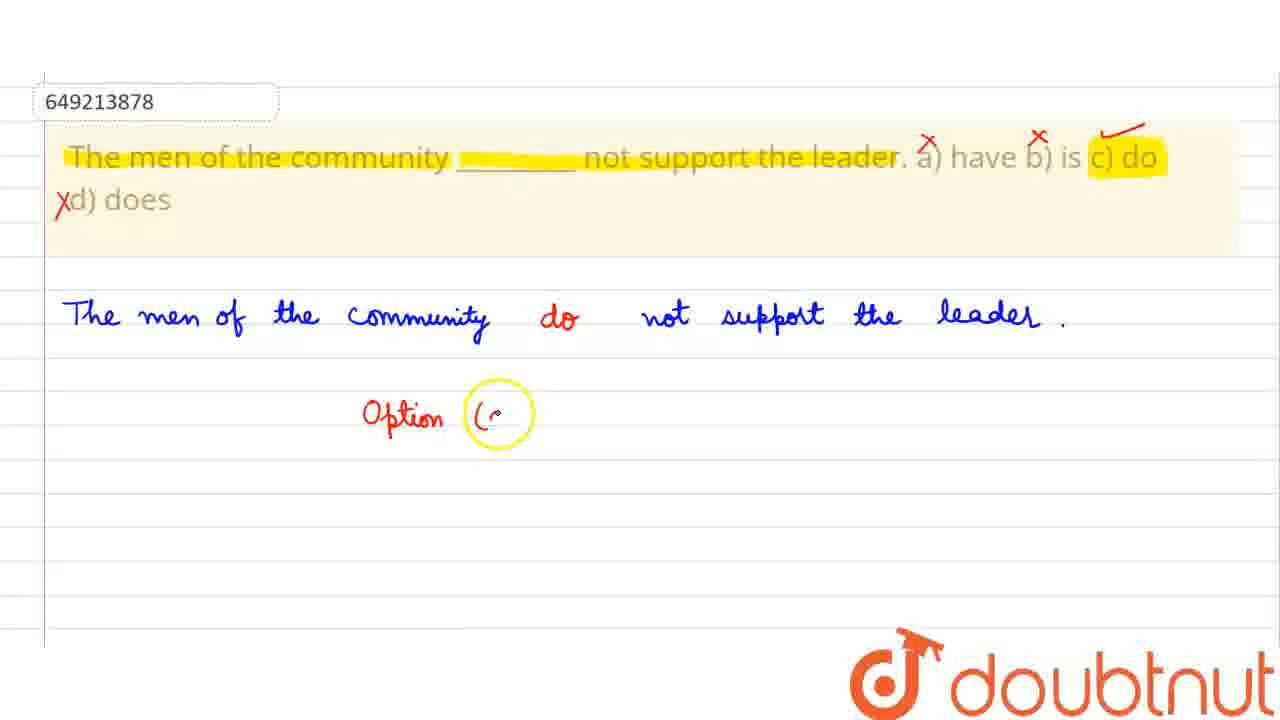 649213878
The men of the community ________ not support the leader. a) have b) is c) do
d) does
The men of the community do not support the leader.
Option (
doubtnut